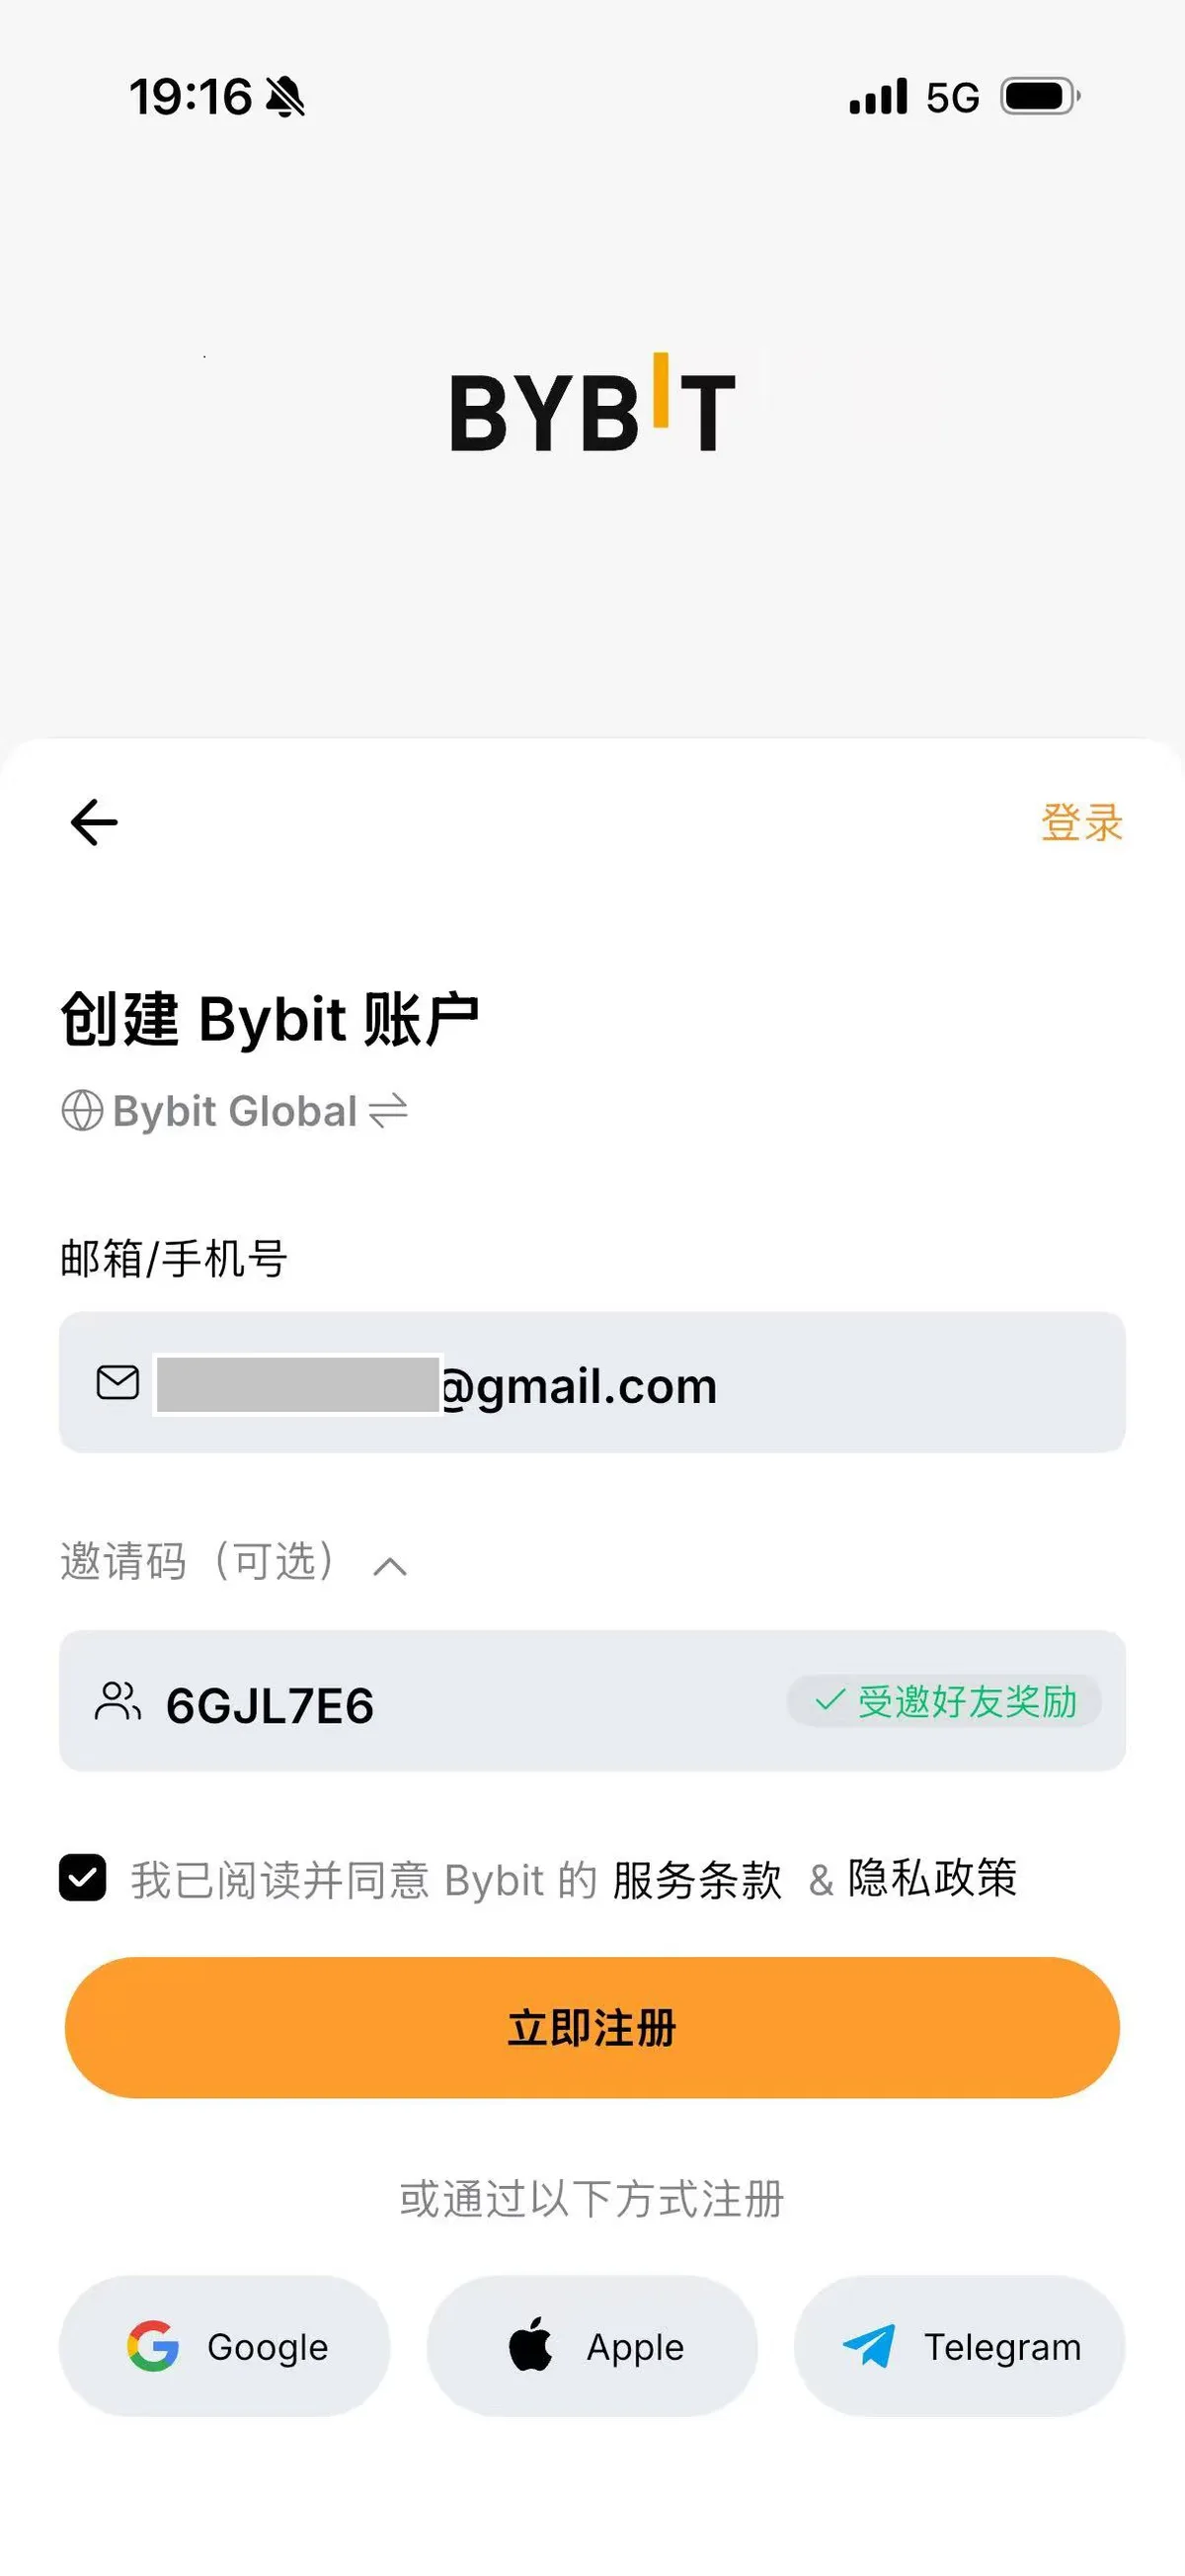 19:16 5G
BYBIT
登录
创建 Bybit 账户
Bybit Global
邮箱/手机号
@gmail.com
邀请码（可选）
6GJL7E6 受邀好友奖励
我已阅读并同意 Bybit 的 服务条款 & 隐私政策
立即注册
或通过以下方式注册
Google Apple Telegram